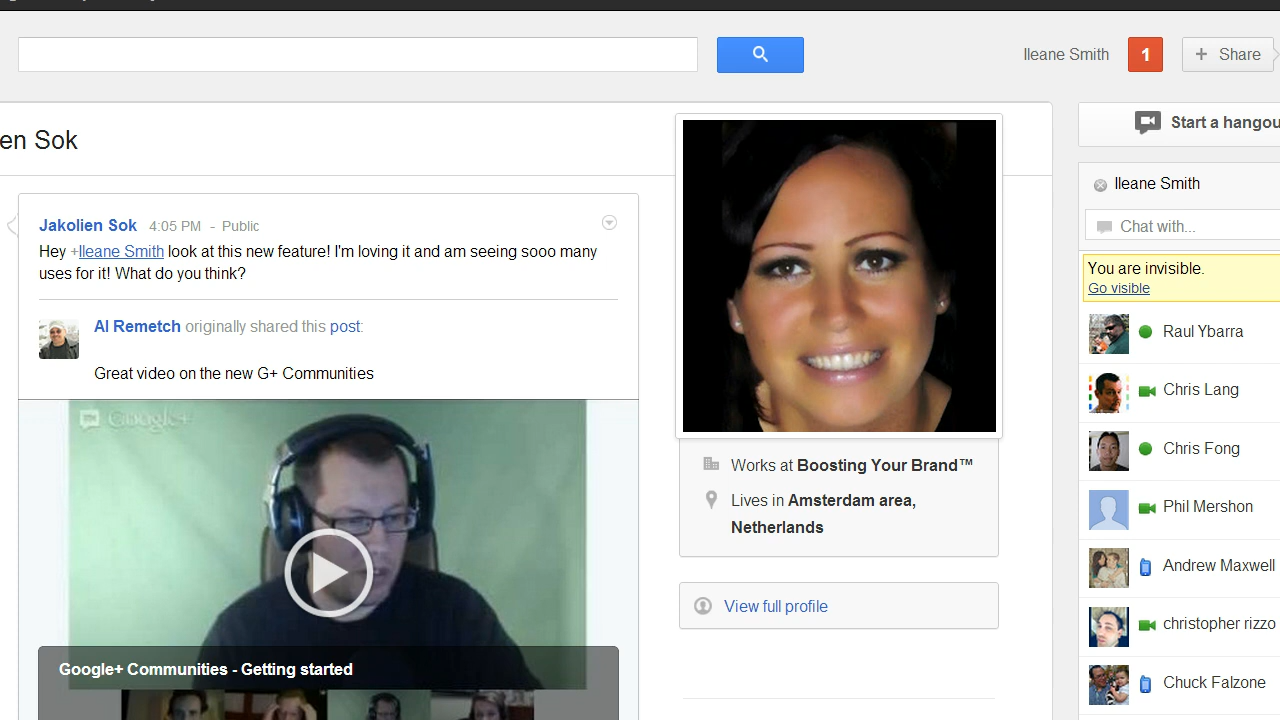 Ileane Smith
1
+ Share
en Sok
Start a hangou
Ileane Smith
Chat with...
You are invisible.
Go visible
Jakolien Sok 4:05 PM - Public
Hey +Ileane Smith look at this new feature! I'm loving it and am seeing sooo many
uses for it! What do you think?
Al Remetch originally shared this post:
Great video on the new G+ Communities
Google+
Google+ Communities - Getting started
Works at Boosting Your Brand™
Lives in Amsterdam area,
Netherlands
View full profile
Raul Ybarra
Chris Lang
Chris Fong
Phil Mershon
Andrew Maxwell
christopher rizzo
Chuck Falzone